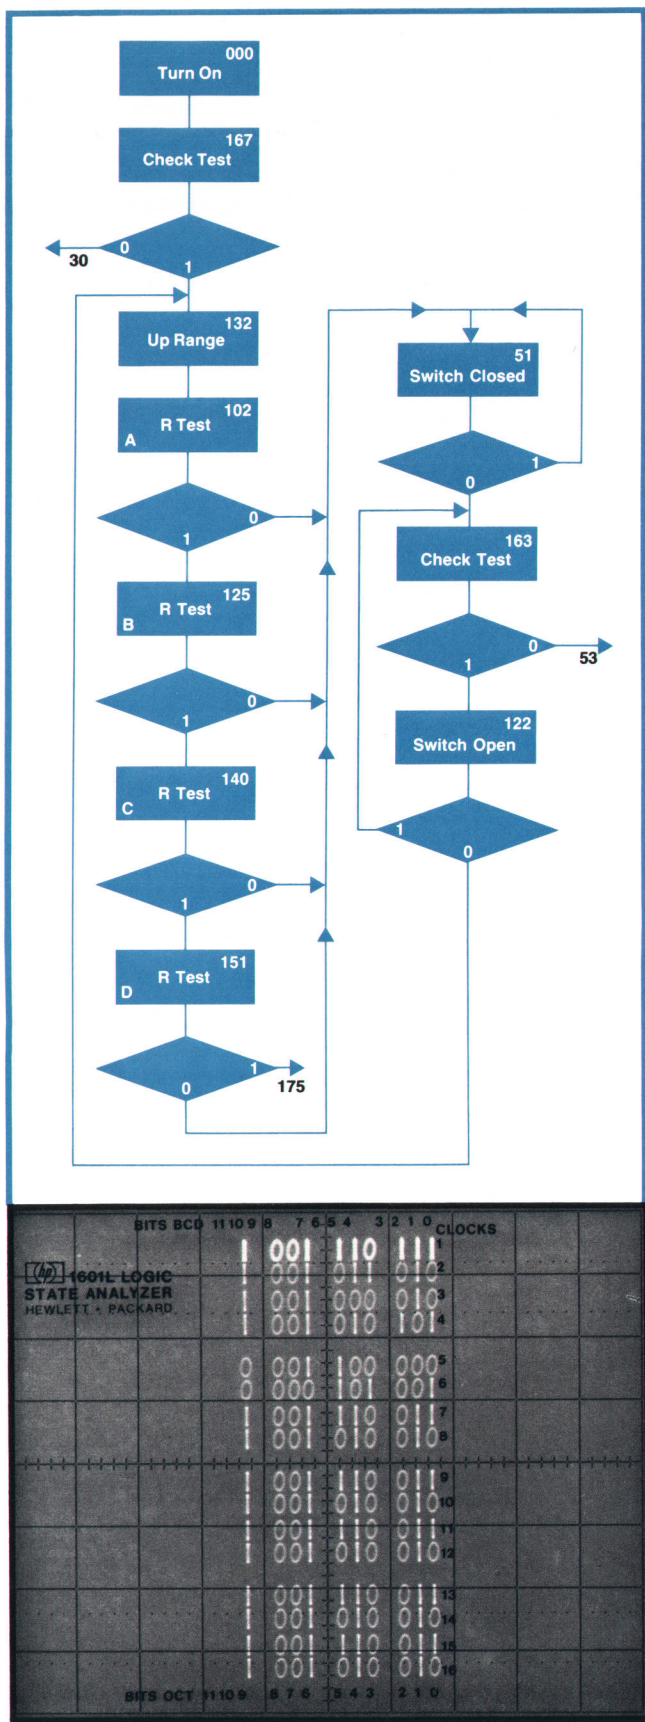 000
Turn On
167
Check Test
0
30
1
132
Up Range
102
R Test
A
0
1
125
R Test
B
0
1
140
R Test
C
0
1
151
R Test
D
1
175
0
51
Switch Closed
1
0
163
Check Test
0
53
1
122
Switch Open
1
0
BITS BCD 11 10 9 8 7 6 5 4 3 2 1 0 CLOCKS
hp 1601L LOGIC
STATE ANALYZER
HEWLETT • PACKARD
1 001 110 111 1
1 001 011 010 2
1 001 000 010 3
1 001 010 101 4
0 001 100 000 5
0 000 101 001 6
1 001 110 011 7
1 001 010 010 8
1 001 110 011 9
1 001 010 010 10
1 001 110 011 11
1 001 010 010 12
1 001 110 011 13
1 001 010 010 14
1 001 110 011 15
1 001 010 010 16
BITS OCT 11 10 9 8 7 6 5 4 3 2 1 0